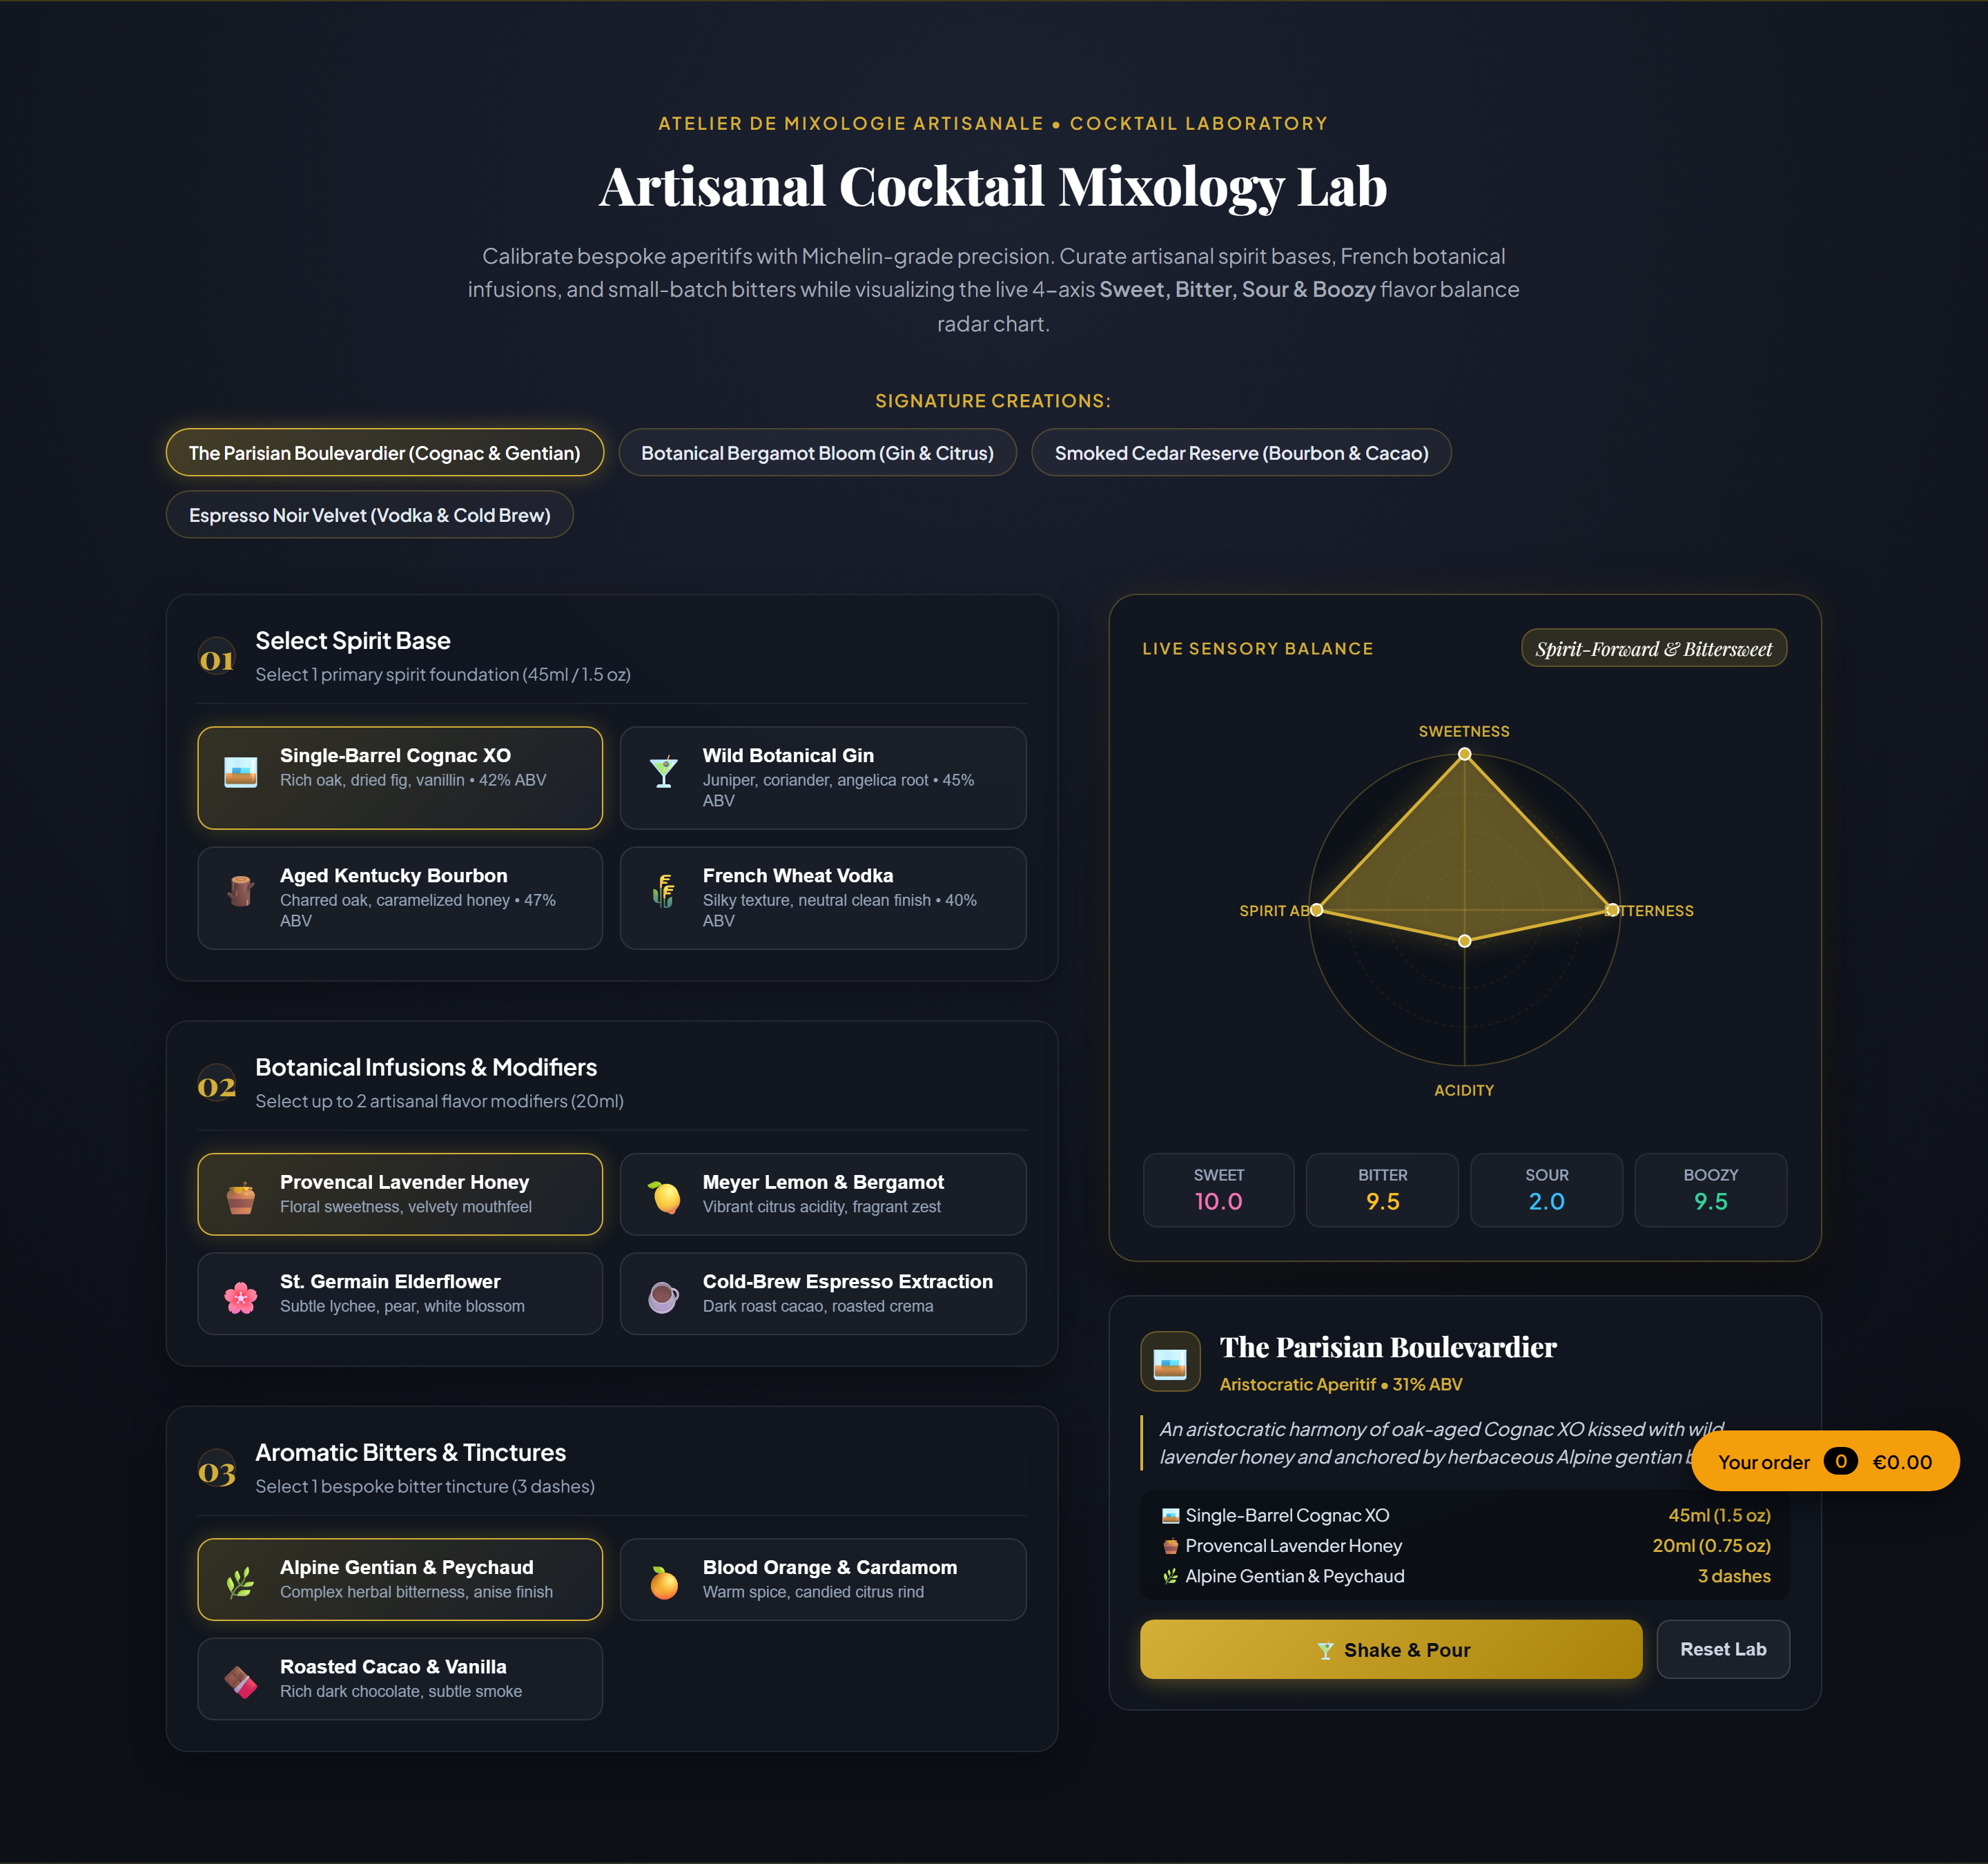 ATELIER DE MIXOLOGIE ARTISANALE • COCKTAIL LABORATORY
Artisanal Cocktail Mixology Lab
Calibrate bespoke aperitifs with Michelin-grade precision. Curate artisanal spirit bases, French botanical
infusions, and small-batch bitters while visualizing the live 4-axis Sweet, Bitter, Sour & Boozy flavor balance
radar chart.
SIGNATURE CREATIONS:
The Parisian Boulevardier (Cognac & Gentian)
Botanical Bergamot Bloom (Gin & Citrus)
Smoked Cedar Reserve (Bourbon & Cacao)
Espresso Noir Velvet (Vodka & Cold Brew)
01
Select Spirit Base
Select 1 primary spirit foundation (45ml / 1.5 oz)
Single-Barrel Cognac XO
Rich oak, dried fig, vanillin • 42% ABV
Wild Botanical Gin
Juniper, coriander, angelica root • 45%
ABV
Aged Kentucky Bourbon
Charred oak, caramelized honey • 47%
ABV
French Wheat Vodka
Silky texture, neutral clean finish • 40%
ABV
02
Botanical Infusions & Modifiers
Select up to 2 artisanal flavor modifiers (20ml)
Provencal Lavender Honey
Floral sweetness, velvety mouthfeel
Meyer Lemon & Bergamot
Vibrant citrus acidity, fragrant zest
St. Germain Elderflower
Subtle lychee, pear, white blossom
Cold-Brew Espresso Extraction
Dark roast cacao, roasted crema
03
Aromatic Bitters & Tinctures
Select 1 bespoke bitter tincture (3 dashes)
Alpine Gentian & Peychaud
Complex herbal bitterness, anise finish
Blood Orange & Cardamom
Warm spice, candied citrus rind
Roasted Cacao & Vanilla
Rich dark chocolate, subtle smoke
LIVE SENSORY BALANCE
Spirit-Forward & Bittersweet
SWEETNESS
SPIRIT AB
TTERNESS
ACIDITY
SWEET
10.0
BITTER
9.5
SOUR
2.0
BOOZY
9.5
The Parisian Boulevardier
Aristocratic Aperitif • 31% ABV
An aristocratic harmony of oak-aged Cognac XO kissed with wild
lavender honey and anchored by herbaceous Alpine gentian
Your order 0 €0.00
Single-Barrel Cognac XO 45ml (1.5 oz)
Provencal Lavender Honey 20ml (0.75 oz)
Alpine Gentian & Peychaud 3 dashes
Shake & Pour
Reset Lab